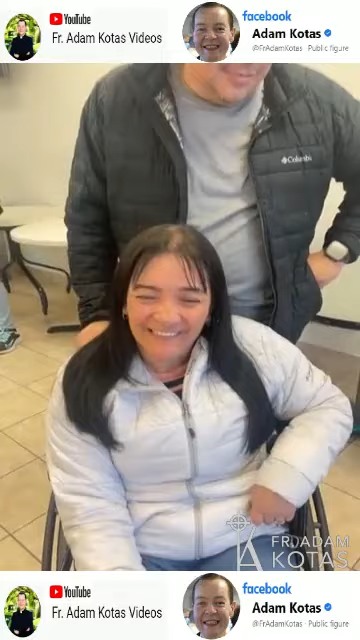 YouTube
Fr. Adam Kotas Videos
facebook
Adam Kotas
@FrAdamKotas · Public figure
Columbia
FR. ADAM
KOTAS
YouTube
Fr. Adam Kotas Videos
facebook
Adam Kotas
@FrAdamKotas · Public figure